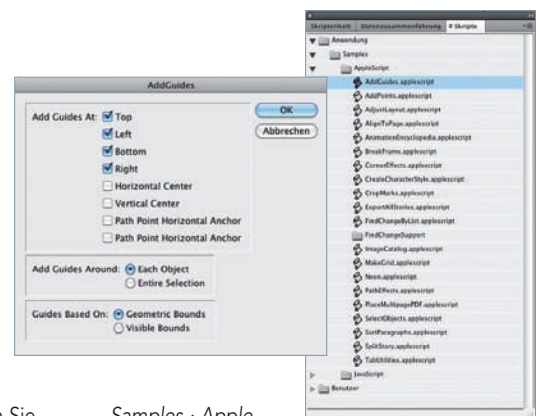 Skriptetikett Datenzusammenführung Skripte
Anwendung
Samples
AppleScript
AddGuides.applescript
AddPoints.applescript
AdjustLayout.applescript
AlignToPage.applescript
AnimationEncyclopedia.applescript
BreakFrame.applescript
CornerEffects.applescript
CreateCharacterStyle.applescript
CropMarks.applescript
ExportAllStories.applescript
FindChangeByList.applescript
FindChangeSupport
ImageCatalog.applescript
MakeGrid.applescript
Neon.applescript
PathEffects.applescript
PlaceMultipagePDF.applescript
SelectObjects.applescript
SortParagraphs.applescript
SplitStory.applescript
TabUtilities.applescript
JavaScript
Benutzer
AddGuides
Add Guides At: Top
Left
Bottom
Right
Horizontal Center
Vertical Center
Path Point Horizontal Anchor
Path Point Horizontal Anchor
OK
Abbrechen
Add Guides Around: Each Object
Entire Selection
Guides Based On: Geometric Bounds
Visible Bounds
Sie Samples · Apple